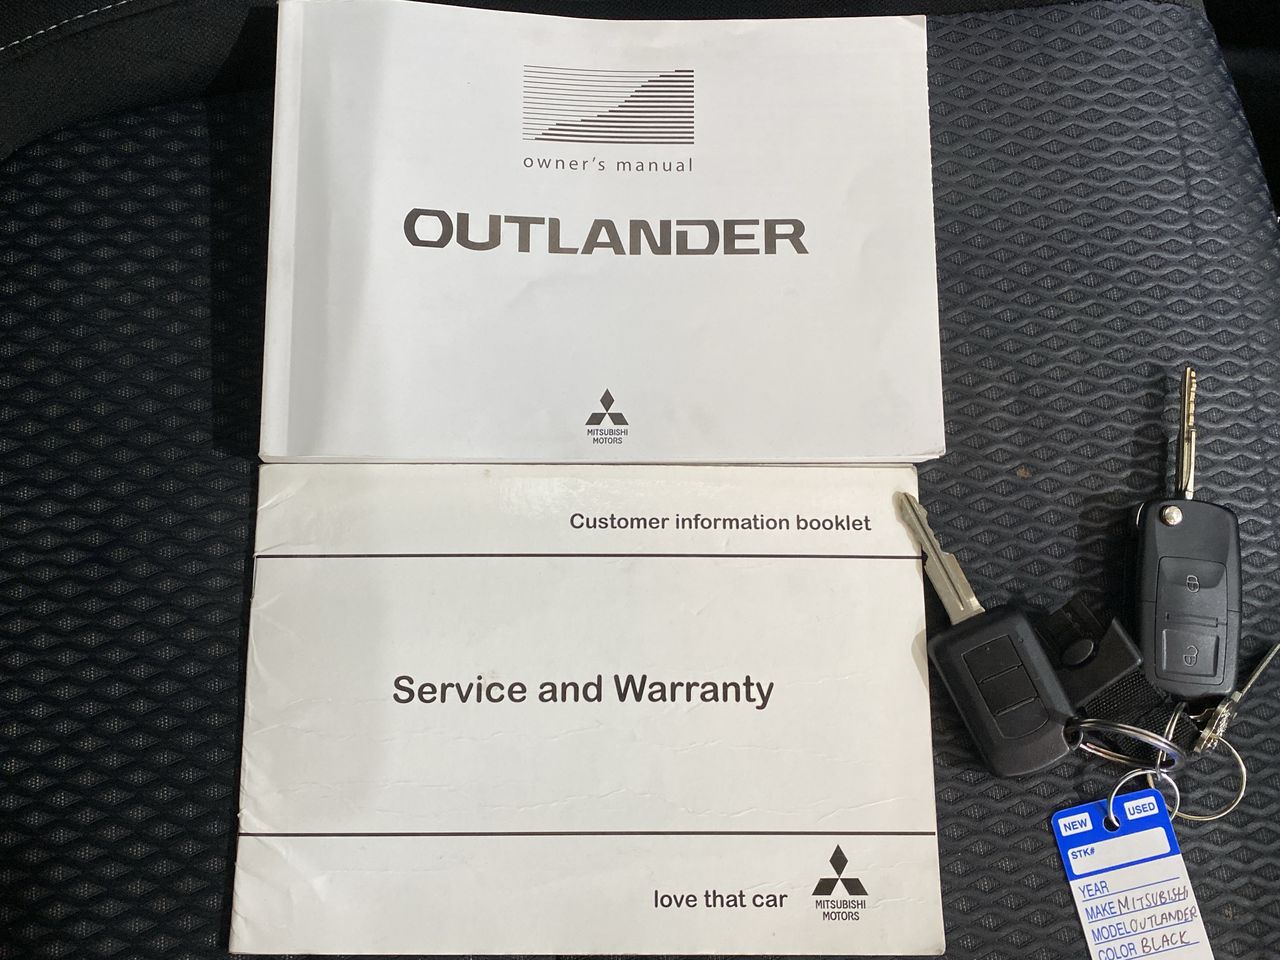 owner's manual
OUTLANDER
MITSUBISHI
MOTORS
Customer information booklet
Service and Warranty
love that car
MITSUBISHI
MOTORS
NEW
USED
STK#
YEAR
MAKE MITSUBISHI
MODEL OUTLANDER
COLOR BLACK